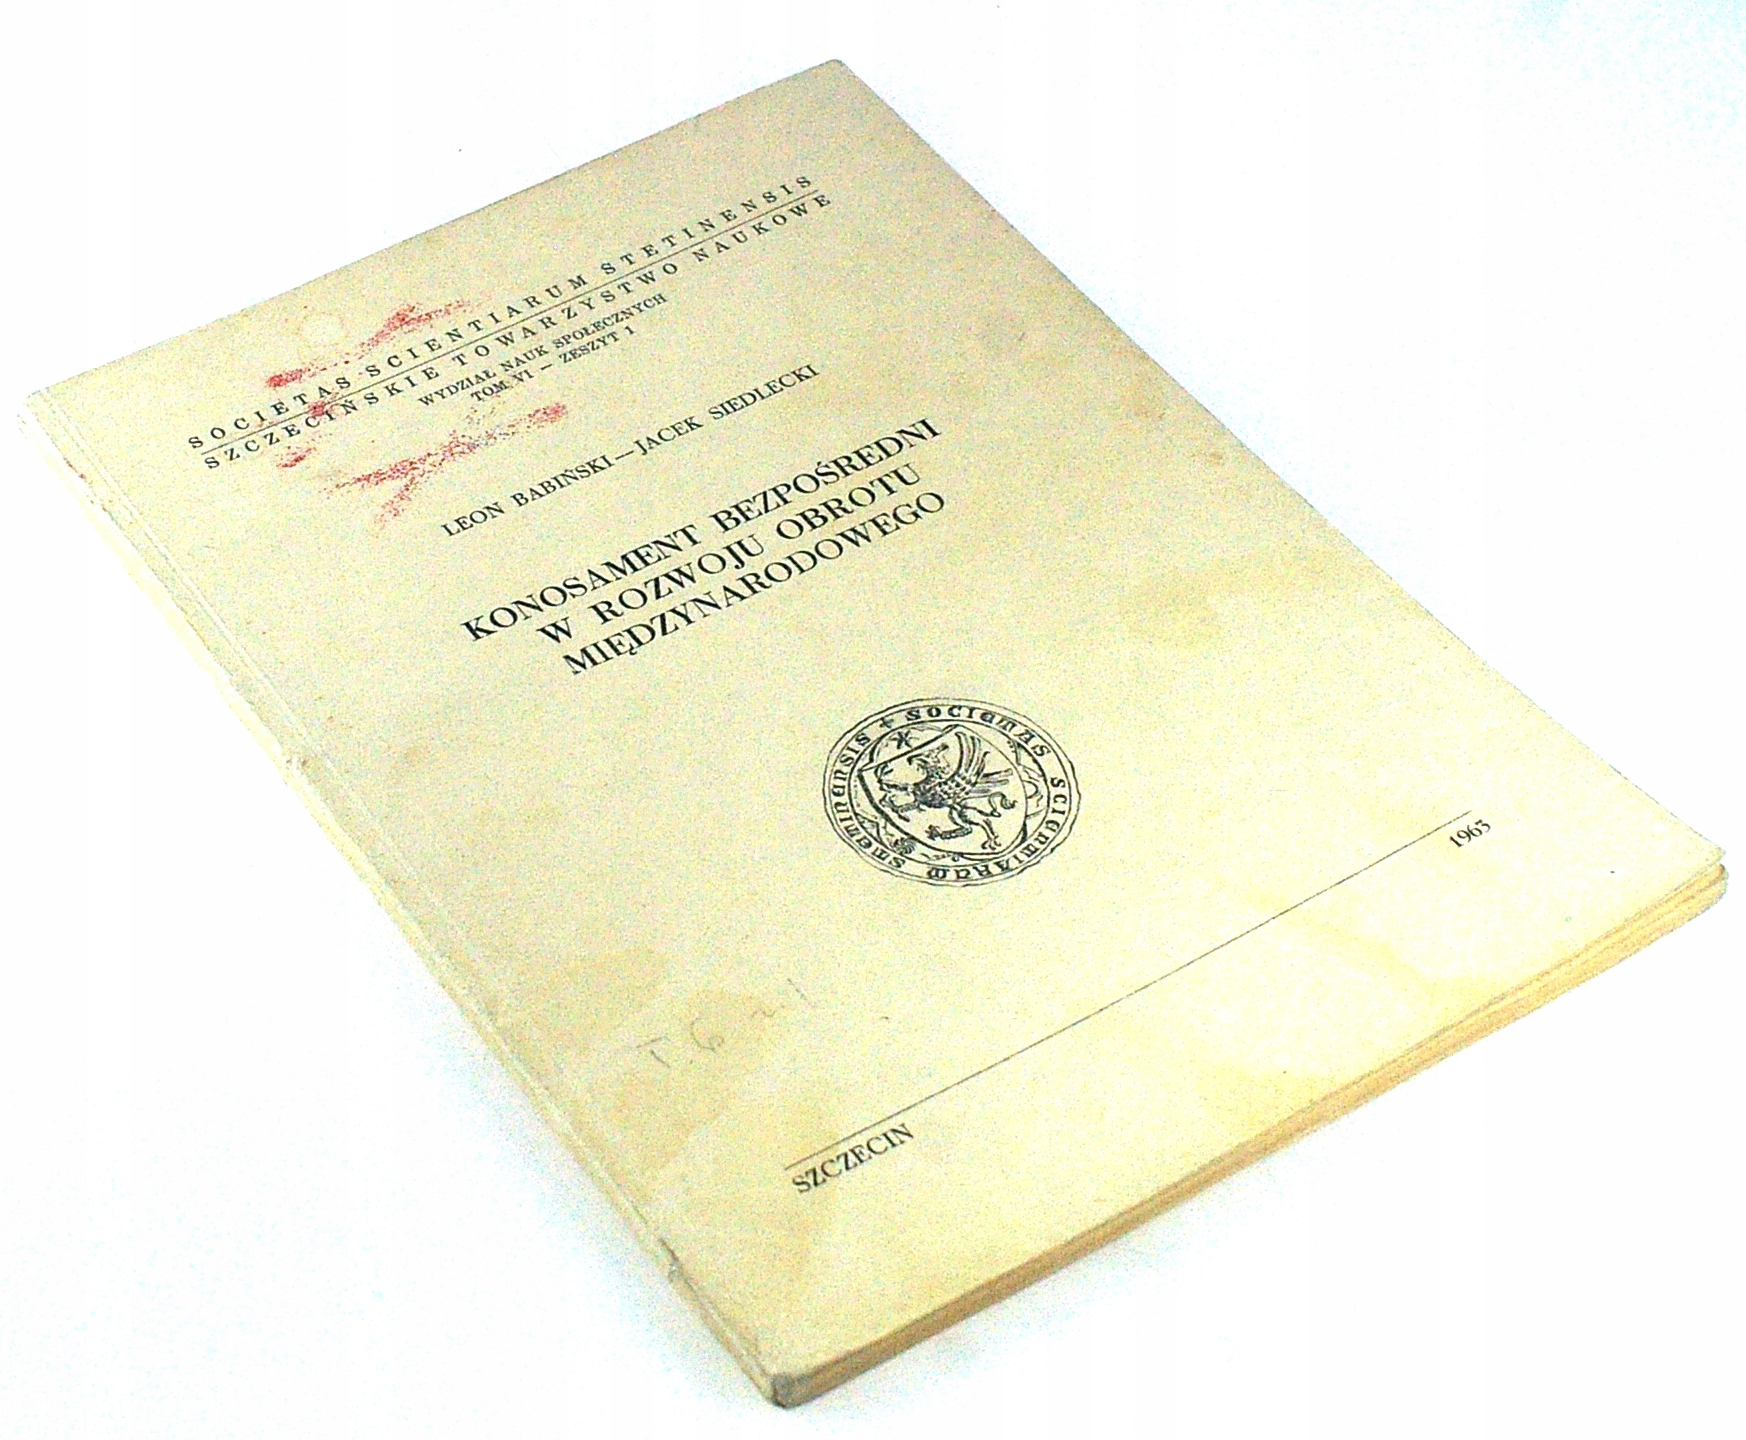 SOCIETAS SCIENTIARUM STETINENSIS
SZCZECIŃSKIE TOWARZYSTWO NAUKOWE
WYDZIAŁ NAUK SPOŁECZNYCH
TOM VI — ZESZYT 1
LEON BABIŃSKI — JACEK SIEDLECKI
KONOSAMENT BEZPOŚREDNI
W ROZWOJU OBROTU
MIĘDZYNARODOWEGO
+ SOCIETAS SCIENTIARUM STETINENSIS
T. 6
SZCZECIN 1963